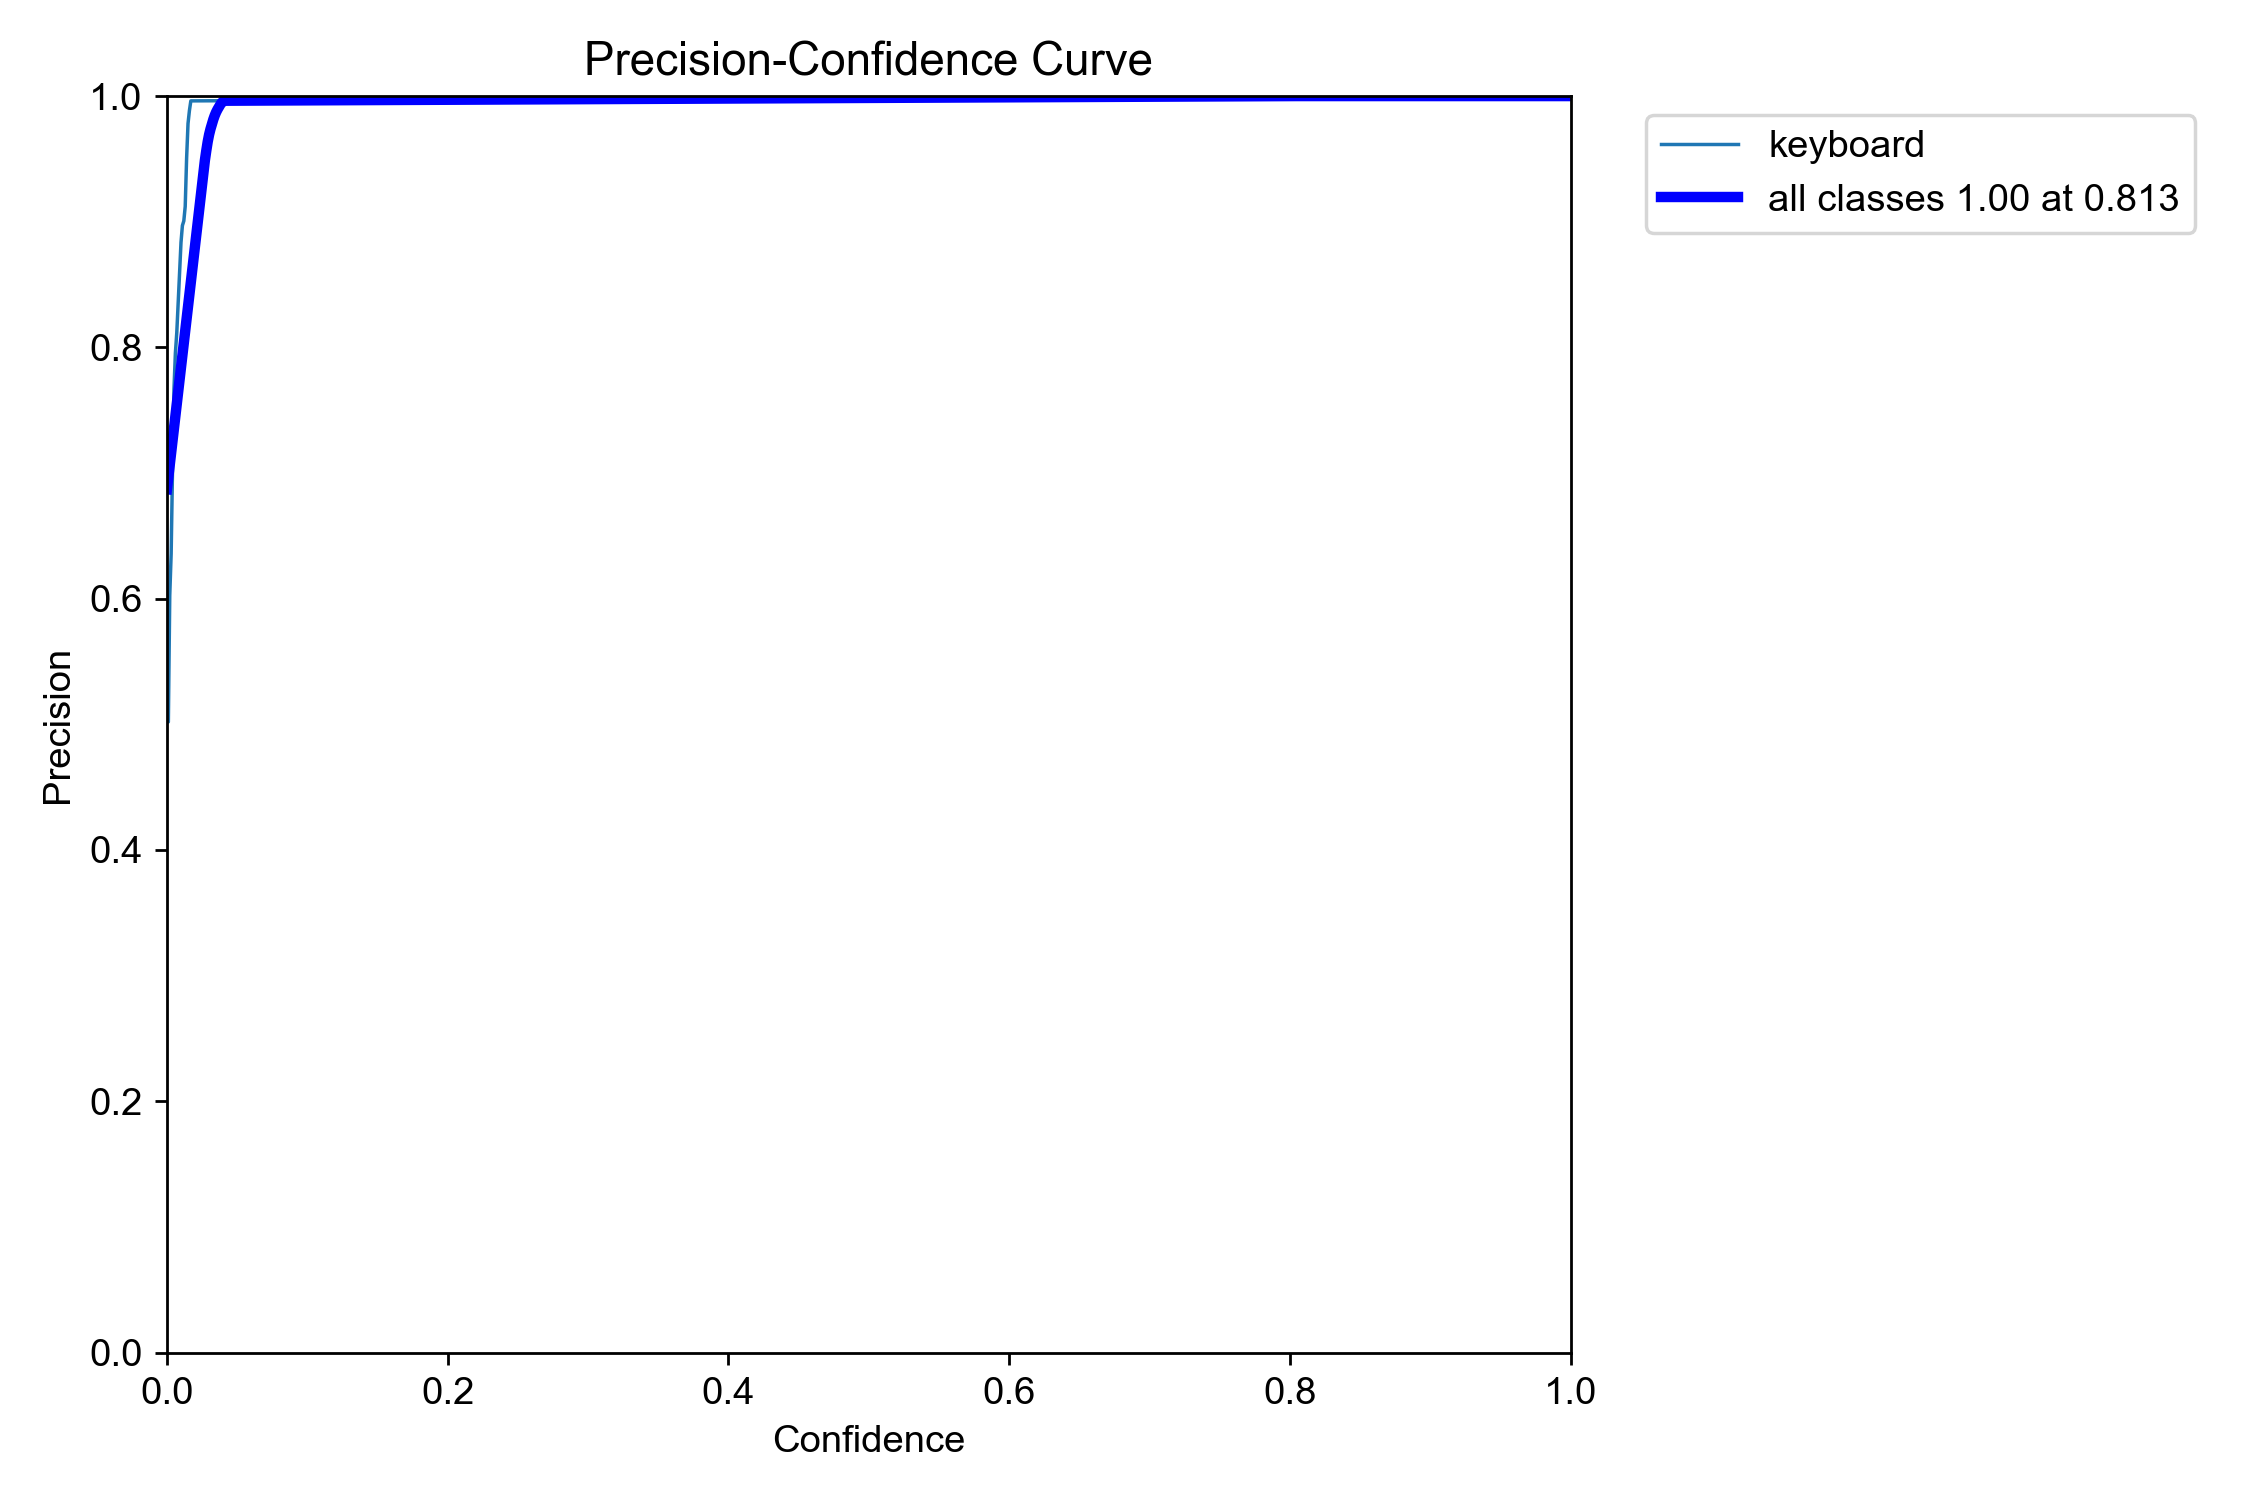 Precision-Confidence Curve
keyboard
all classes 1.00 at 0.813
1.0
0.8
0.6
0.4
0.2
0.0
Precision
0.0 0.2 0.4 0.6 0.8 1.0
Confidence